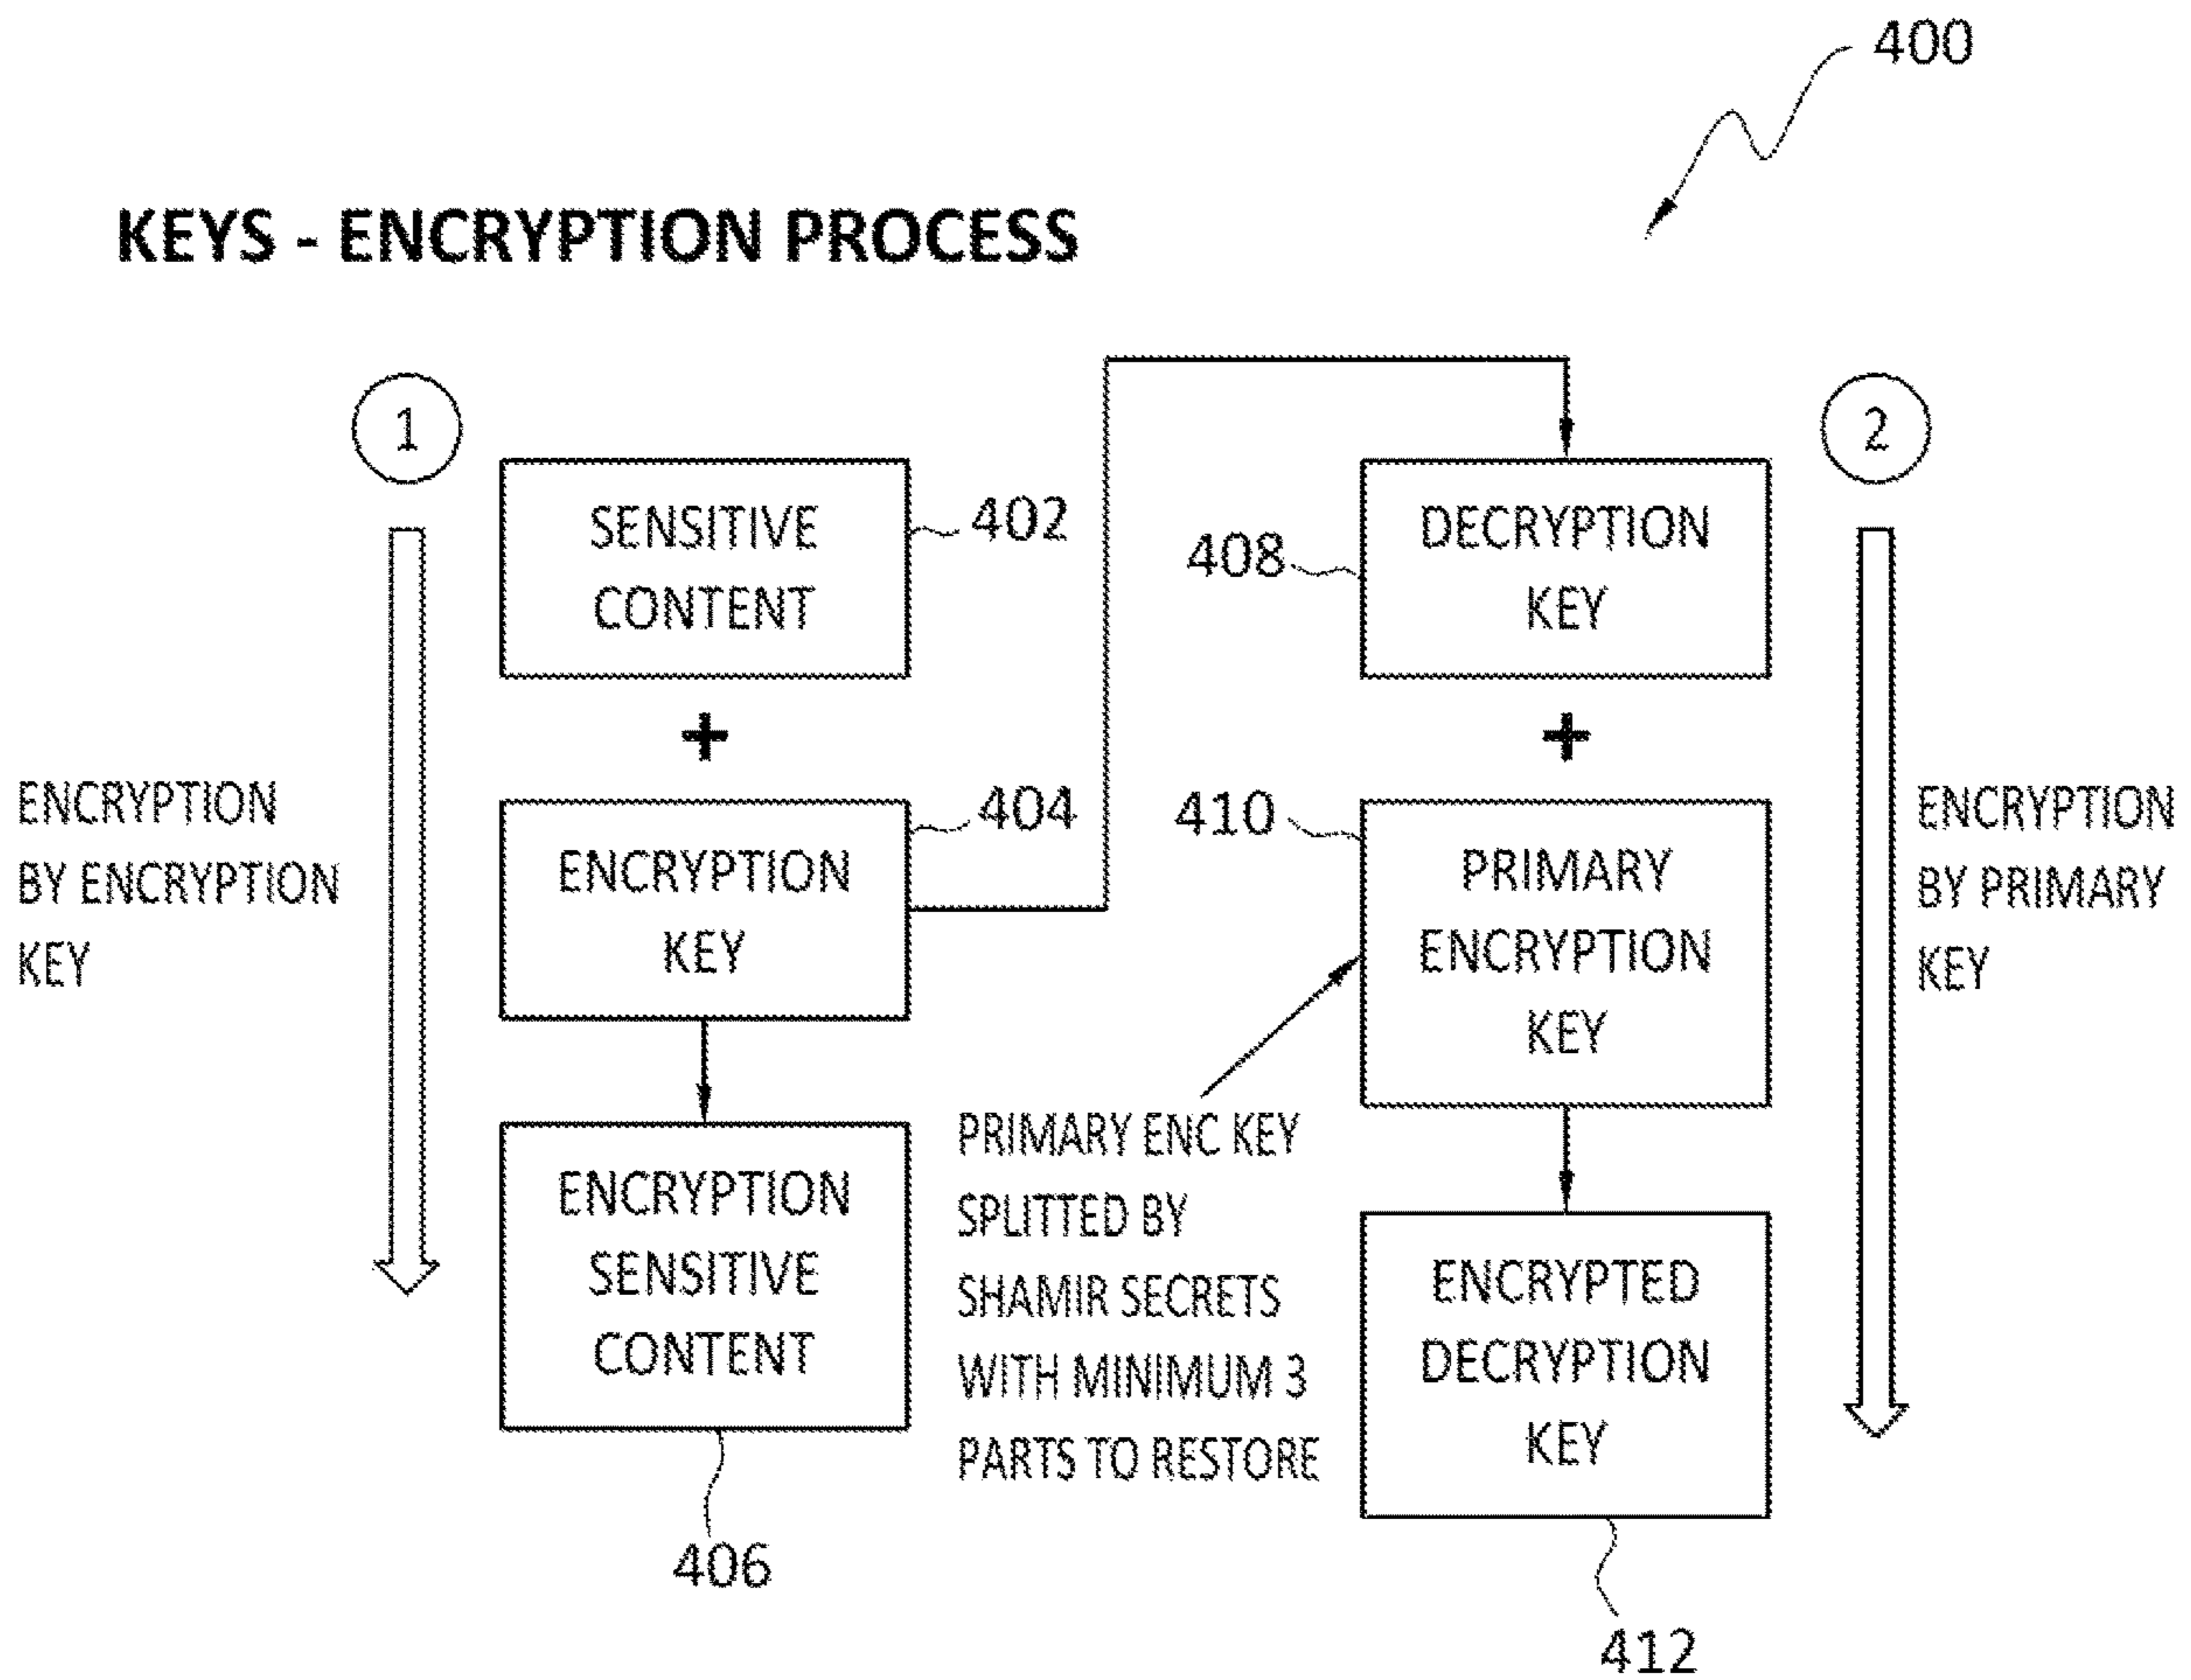 400
KEYS - ENCRYPTION PROCESS
1
ENCRYPTION
BY ENCRYPTION
KEY
SENSITIVE
CONTENT
402
+
ENCRYPTION
KEY
404
ENCRYPTION
SENSITIVE
CONTENT
406
2
ENCRYPTION
BY PRIMARY
KEY
DECRYPTION
KEY
408
+
PRIMARY
ENCRYPTION
KEY
410
PRIMARY ENC KEY
SPLITTED BY
SHAMIR SECRETS
WITH MINIMUM 3
PARTS TO RESTORE
ENCRYPTED
DECRYPTION
KEY
412